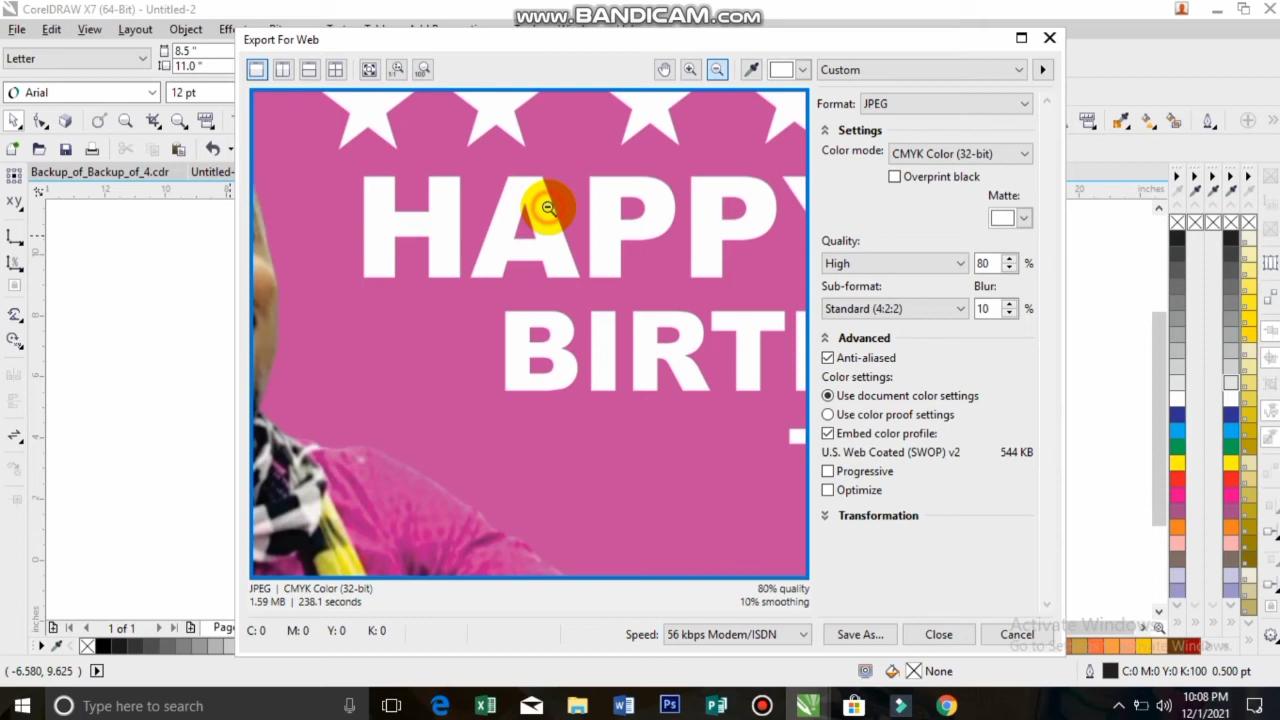 CorelDRAW X7 (64-Bit) - Untitled-2
www.BANDICAM.com
File Edit View Layout Object
Export For Web
Letter
8.5 "
11.0 "
Custom
Arial
12 pt
Format: JPEG
Settings
Color mode: CMYK Color (32-bit)
Overprint black
Matte:
Backup_of_Backup_of_4.cdr
HAPPY
BIRT
Quality:
High 80 %
Sub-format: Blur:
Standard (4:2:2) 10 %
Advanced
Anti-aliased
Color settings:
Use document color settings
Use color proof settings
Embed color profile:
U.S. Web Coated (SWOP) v2 544 KB
Progressive
Optimize
Transformation
inches
JPEG | CMYK Color (32-bit) 80% quality
1.59 MB | 238.1 seconds 10% smoothing
C: 0 M: 0 Y: 0 K: 0
Speed: 56 kbps Modem/ISDN
Save As... Close Cancel
1 of 1
Activate Windows
(-6.580, 9.625)
None
C:0 M:0 Y:0 K:100 0.500 pt
Type here to search
10:08 PM
12/1/2021